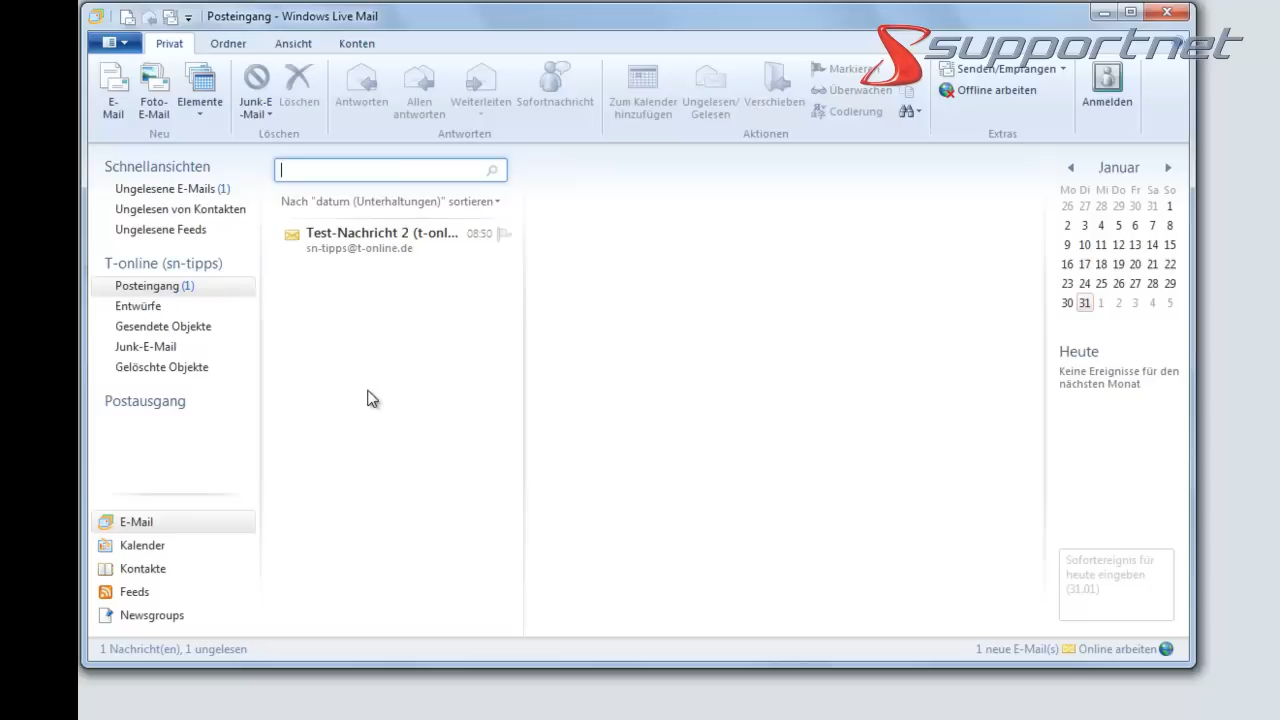 Posteingang - Windows Live Mail
supportnet
Privat Ordner Ansicht Konten
E-Mail
Foto-E-Mail
Elemente
Neu
Junk-E-Mail
Löschen
Löschen
Antworten
Allen antworten
Weiterleiten
Sofortnachricht
Antworten
Zum Kalender hinzufügen
Ungelesen/Gelesen
Verschieben
Markieren
Überwachen
Codierung
Aktionen
Senden/Empfangen
Offline arbeiten
Extras
Anmelden
Schnellansichten
Ungelesene E-Mails (1)
Ungelesen von Kontakten
Ungelesene Feeds
T-online (sn-tipps)
Posteingang (1)
Entwürfe
Gesendete Objekte
Junk-E-Mail
Gelöschte Objekte
Postausgang
E-Mail
Kalender
Kontakte
Feeds
Newsgroups
Nach "datum (Unterhaltungen)" sortieren
Test-Nachricht 2 (t-onl... 08:50
sn-tipps@t-online.de
Januar
Mo Di Mi Do Fr Sa So
26 27 28 29 30 31 1
2 3 4 5 6 7 8
9 10 11 12 13 14 15
16 17 18 19 20 21 22
23 24 25 26 27 28 29
30 31 1 2 3 4 5
Heute
Keine Ereignisse für den
nächsten Monat
Sofortereignis für
heute eingeben
(31.01)
1 Nachricht(en), 1 ungelesen
1 neue E-Mail(s) Online arbeiten